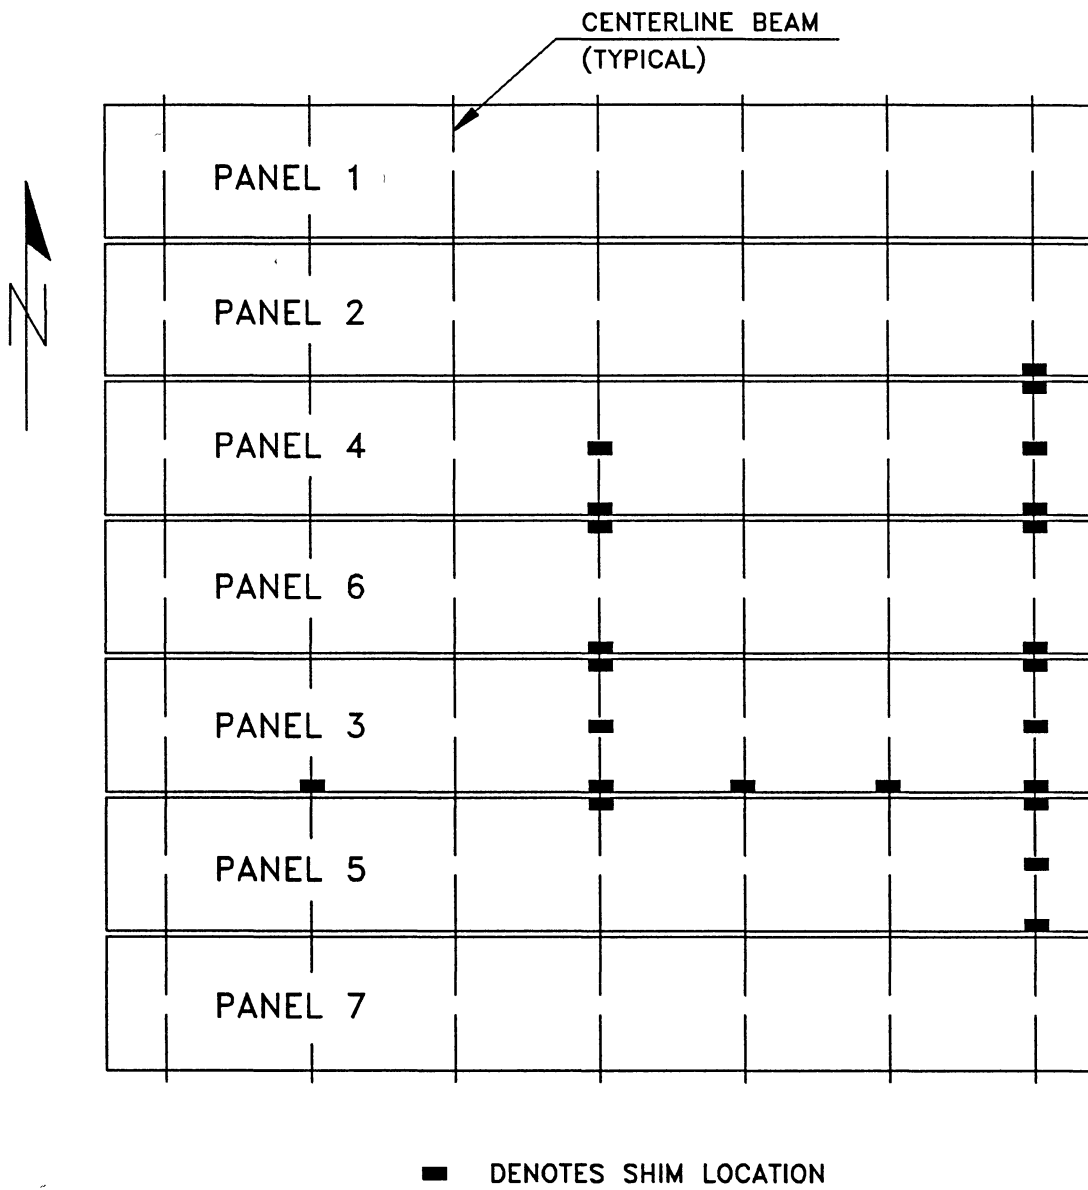 CENTERLINE BEAM
(TYPICAL)
PANEL 1
N
PANEL 2
PANEL 4
PANEL 6
PANEL 3
PANEL 5
PANEL 7
DENOTES SHIM LOCATION